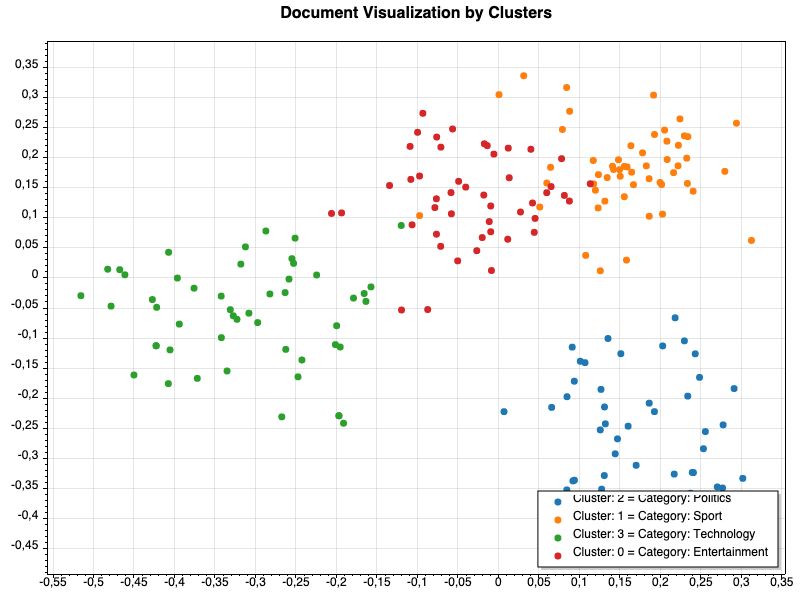 Document Visualization by Clusters
0,35
0,3
0,25
0,2
0,15
0,1
0,05
0
-0,05
-0,1
-0,15
-0,2
-0,25
-0,3
-0,35
-0,4
-0,45
Cluster: 2 = Category: Politics
Cluster: 1 = Category: Sport
Cluster: 3 = Category: Technology
Cluster: 0 = Category: Entertainment
-0,55 -0,5 -0,45 -0,4 -0,35 -0,3 -0,25 -0,2 -0,15 -0,1 -0,05 0 0,05 0,1 0,15 0,2 0,25 0,3 0,35